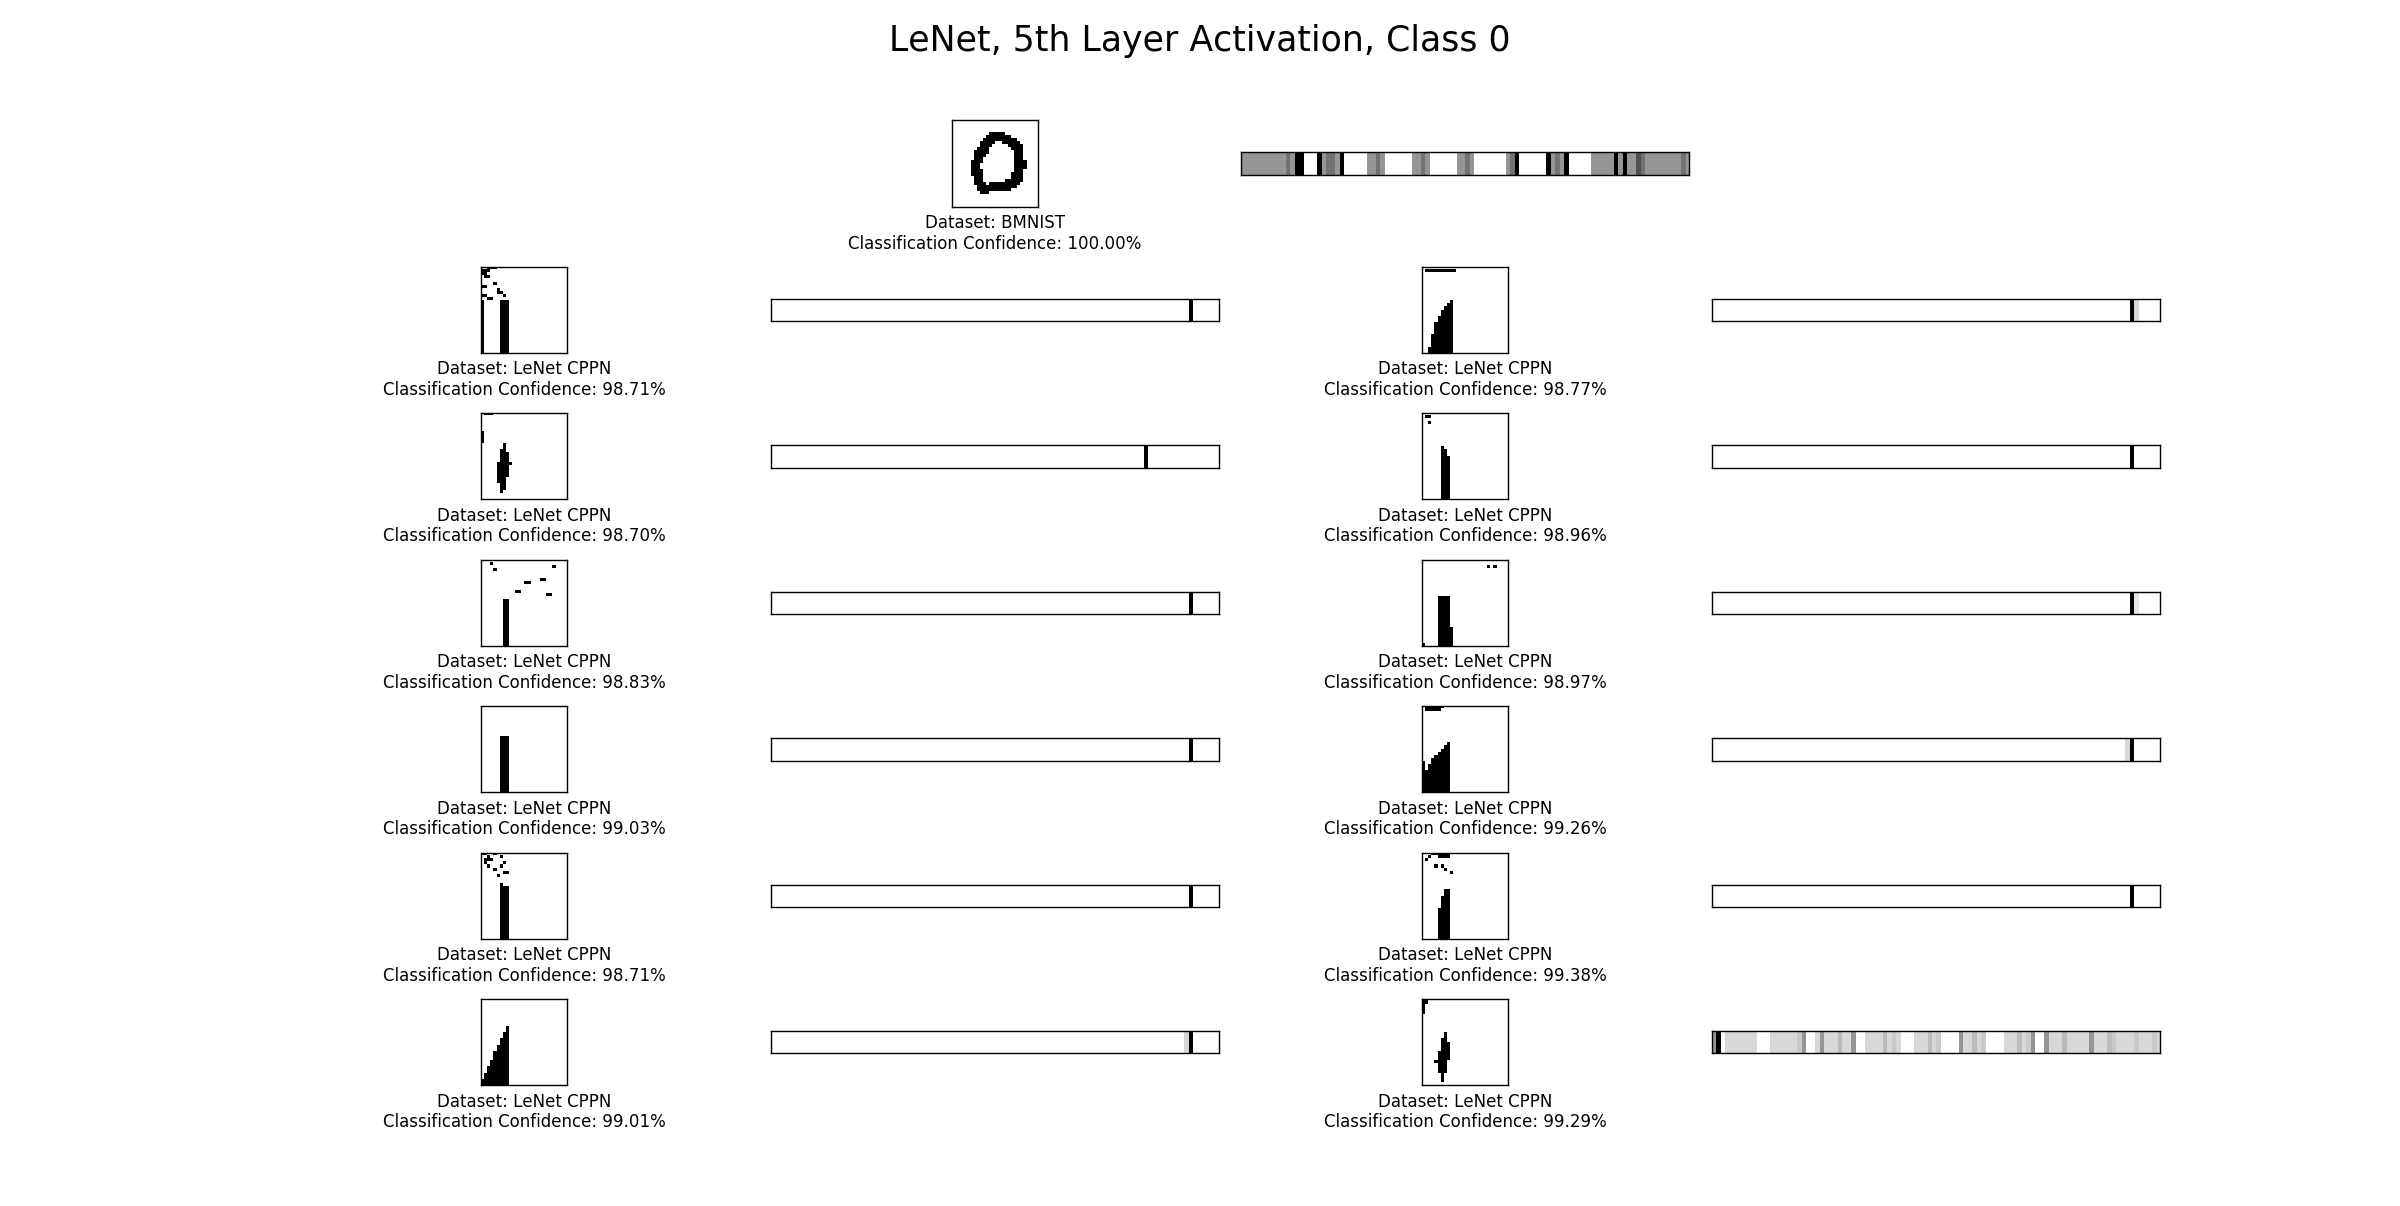 LeNet, 5th Layer Activation, Class 0
Dataset: BMNIST
Classification Confidence: 100.00%
Dataset: LeNet CPPN
Classification Confidence: 98.71%
Dataset: LeNet CPPN
Classification Confidence: 98.77%
Dataset: LeNet CPPN
Classification Confidence: 98.70%
Dataset: LeNet CPPN
Classification Confidence: 98.96%
Dataset: LeNet CPPN
Classification Confidence: 98.83%
Dataset: LeNet CPPN
Classification Confidence: 98.97%
Dataset: LeNet CPPN
Classification Confidence: 99.03%
Dataset: LeNet CPPN
Classification Confidence: 99.26%
Dataset: LeNet CPPN
Classification Confidence: 98.71%
Dataset: LeNet CPPN
Classification Confidence: 99.38%
Dataset: LeNet CPPN
Classification Confidence: 99.01%
Dataset: LeNet CPPN
Classification Confidence: 99.29%